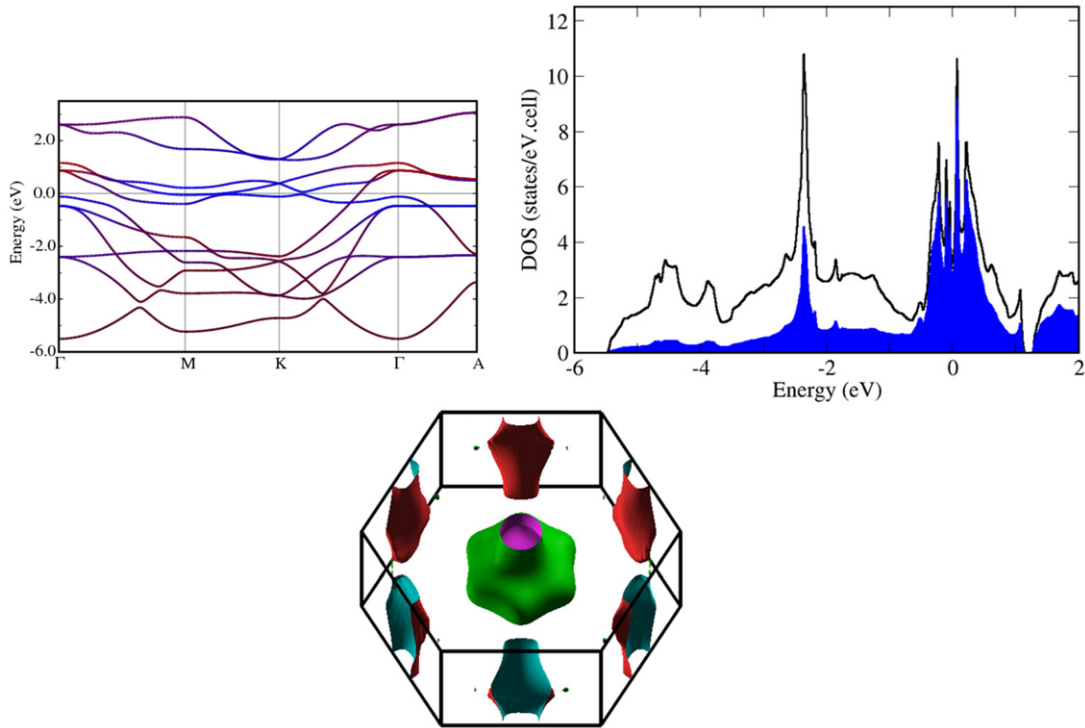 2.0
0.0
-2.0
-4.0
-6.0
Energy (eV)
Γ M K Γ A
12
10
8
6
4
2
0
DOS (states/eV.cell)
-6 -4 -2 0 2
Energy (eV)